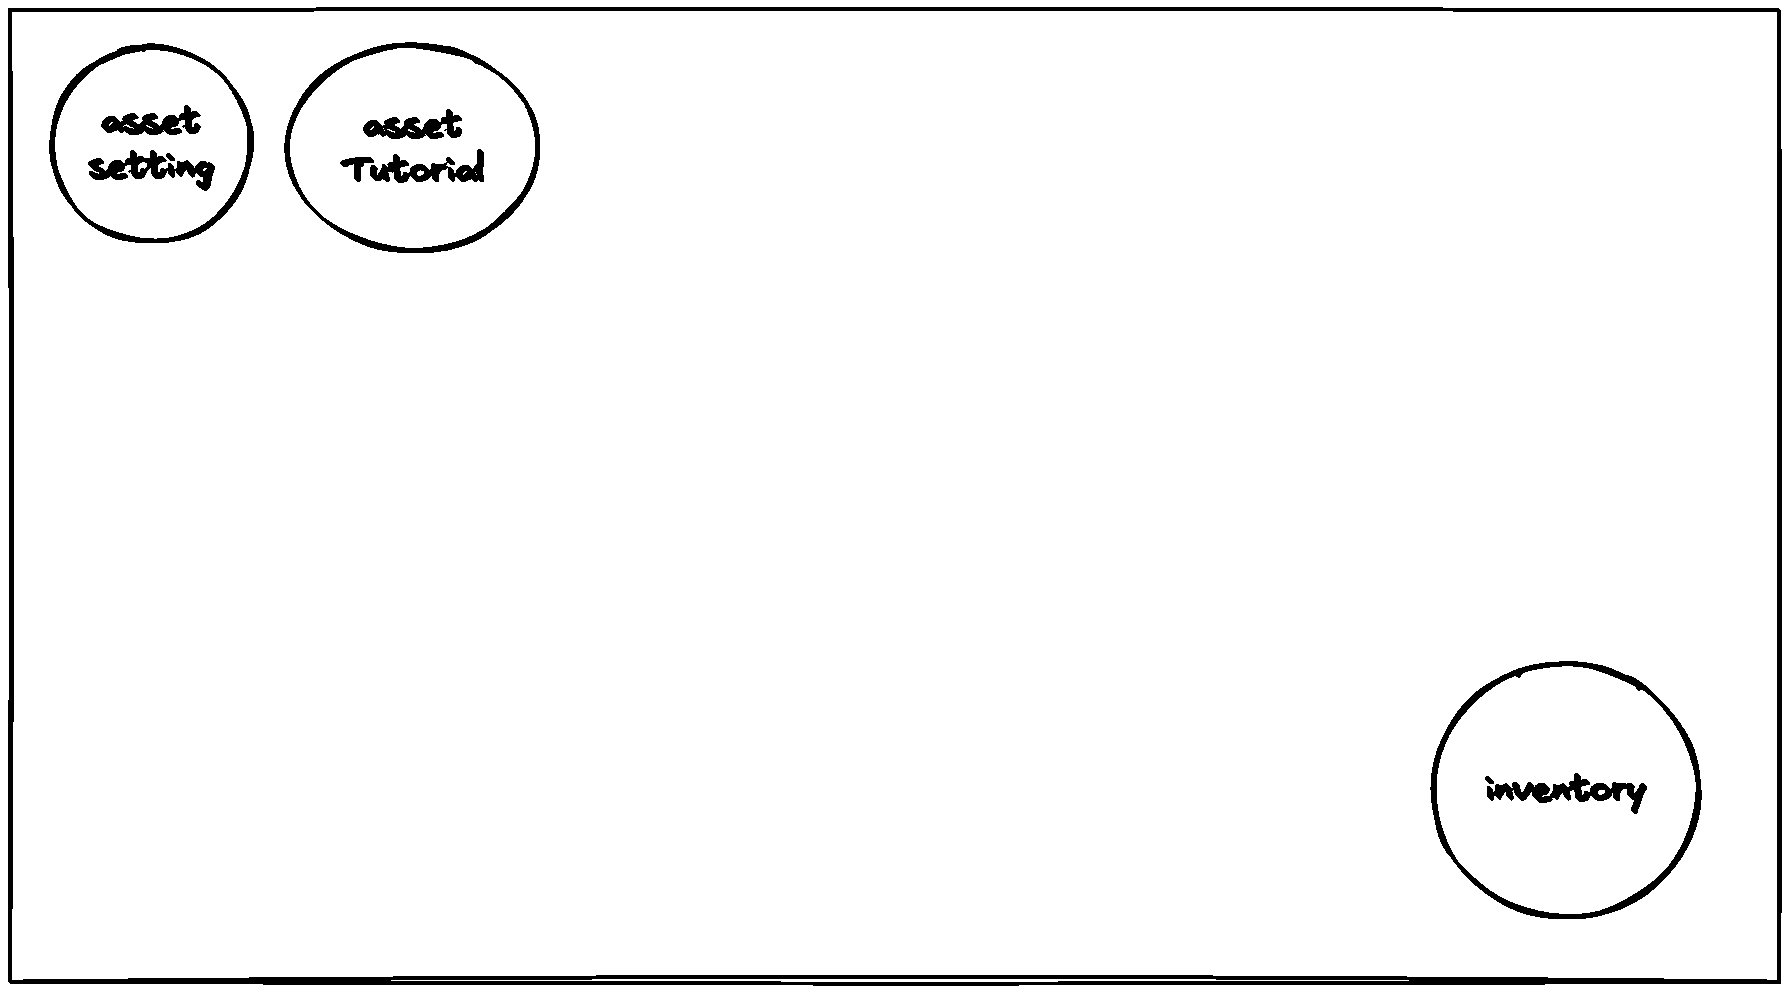 asset
setting
asset
Tutorial
inventory